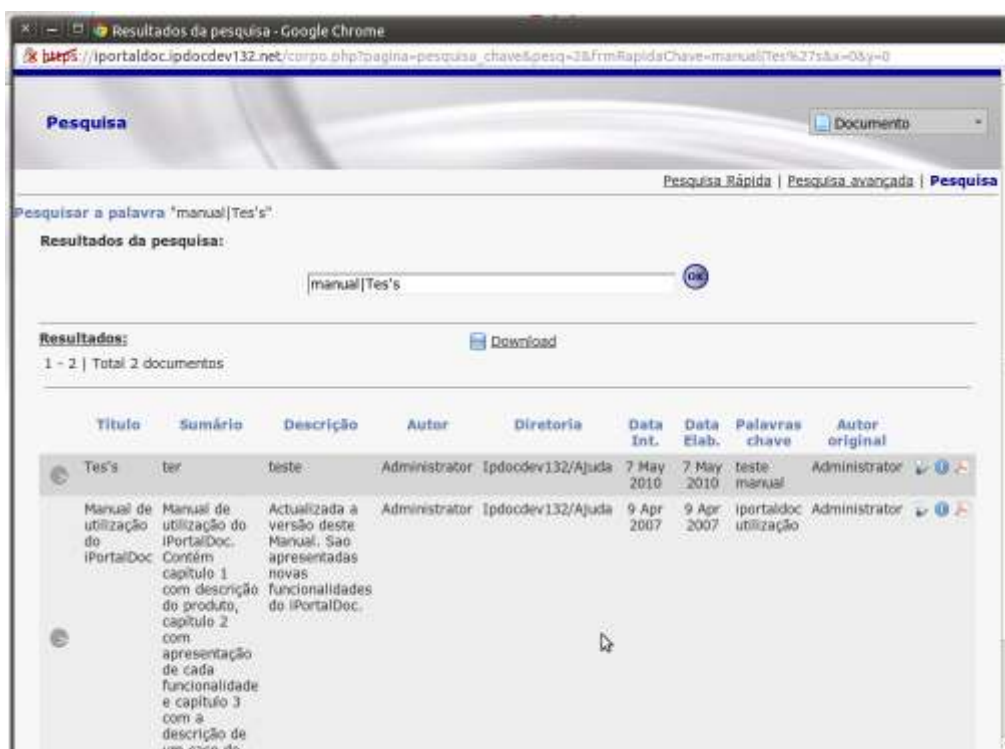 Resultados da pesquisa - Google Chrome
https://iportaldoc.ipdocdev132.net/corpo.php?pagina=pesquisa_chave&pesq=2&frmRapidaChave=manual|Tes%27s&x=0&y=0
Pesquisa
Documento
Pesquisa Rápida | Pesquisa avançada | Pesquisa
Pesquisar a palavra "manual|Tes's"
Resultados da pesquisa:
manual|Tes's
OK
Resultados:
Download
1 - 2 | Total 2 documentos
Título Sumário Descrição Autor Diretoria Data Int. Data Elab. Palavras chave Autor original
Tes's ter teste Administrator Ipdocdev132/Ajuda 7 May 2010 7 May 2010 teste manual Administrator
Manual de utilização do iPortalDoc
Manual de utilização do iPortalDoc. Contém capítulo 1 com descrição do produto, capítulo 2 com apresentação de cada funcionalidade e capítulo 3 com a descrição de um caso de
Actualizada a versão deste Manual. Sao apresentadas novas funcionalidades do iPortalDoc.
Administrator Ipdocdev132/Ajuda 9 Apr 2007 9 Apr 2007 iportaldoc utilização Administrator